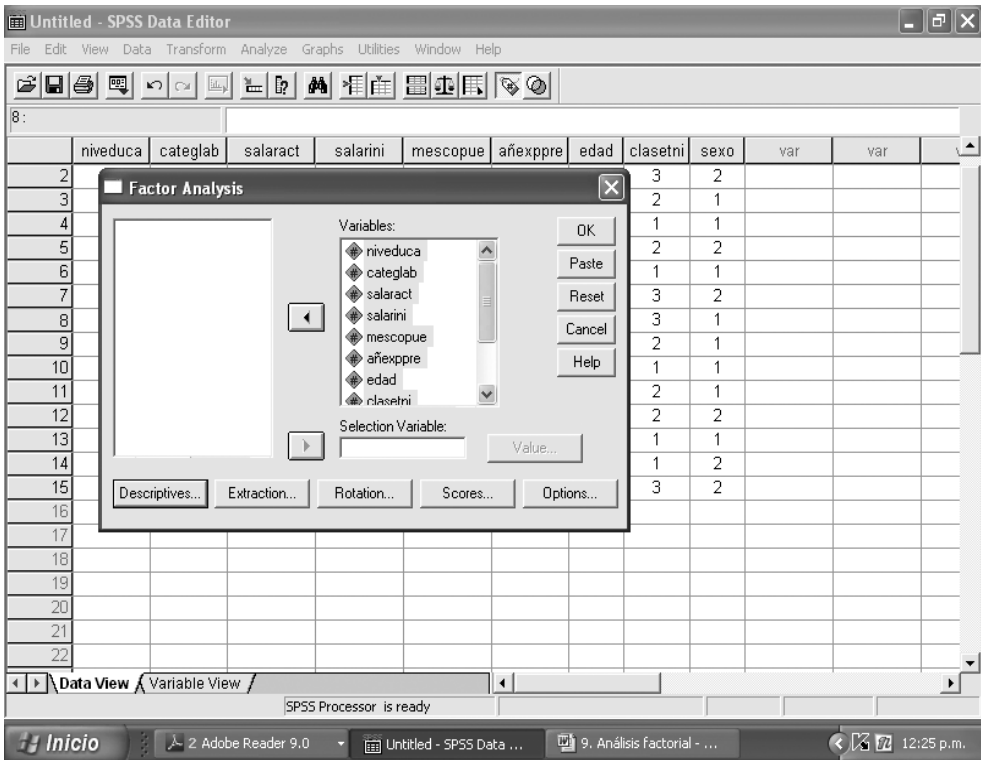 Untitled - SPSS Data Editor
File Edit View Data Transform Analyze Graphs Utilities Window Help
8 :
niveduca categlab salaract salarini mescopue añexppre edad clasetni sexo var var
2 3 2
3 2 1
4 1 1
5 2 2
6 1 1
7 3 2
8 3 1
9 2 1
10 1 1
11 2 1
12 2 2
13 1 1
14 1 2
15 3 2
16
17
18
19
20
21
22
Factor Analysis
Variables:
niveduca
categlab
salaract
salarini
mescopue
añexppre
edad
clasetni
OK
Paste
Reset
Cancel
Help
Selection Variable:
Value...
Descriptives... Extraction... Rotation... Scores... Options...
Data View Variable View
SPSS Processor is ready
Inicio 2 Adobe Reader 9.0 Untitled - SPSS Data ... 9. Análisis factorial - ... 12:25 p.m.